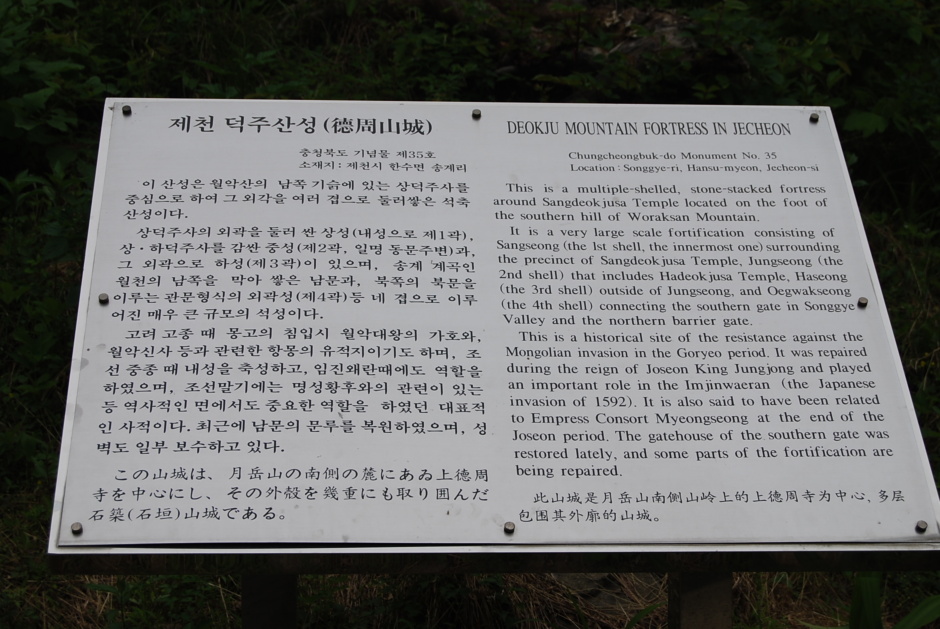 제천 덕주산성(德周山城)
충청북도 기념물 제35호
소재지 : 제천시 한수면 송계리
이 산성은 월악산의 남쪽 기슭에 있는 상덕주사를
중심으로 하여 그 외곽을 여러 겹으로 둘러쌓은 석축
산성이다.
상덕주사의 외곽을 둘러 싼 상성(내성으로 제1곽),
상·하덕주사를 감싼 중성(제2곽, 일명 동문주변)과,
그 외곽으로 하성(제3곽)이 있으며, 송계 계곡인
월천의 남쪽을 막아 쌓은 남문과, 북쪽의 북문을
이루는 관문형식의 외곽성(제4곽)등 네 겹으로 이루
어진 매우 큰 규모의 석성이다.
고려 고종 때 몽고의 침입시 월악대왕의 가호와,
월악신사 등과 관련한 항몽의 유적지이기도 하며, 조
선 중종 때 내성을 축성하고, 임진왜란때에도 역할을
하였으며, 조선말기에는 명성황후와의 관련이 있는
등 역사적인 면에서도 중요한 역할을 하였던 대표적
인 사적이다. 최근에 남문의 문루를 복원하였으며, 성
벽도 일부 보수하고 있다.
この山城は、月岳山の南側の麓にあゐ上德周
寺を中心にし、その外殼を幾重にも取り囲んだ
石築(石垣)山城である。
DEOKJU MOUNTAIN FORTRESS IN JECHEON
Chungcheongbuk-do Monument No. 35
Location : Songgye-ri, Hansu-myeon, Jecheon-si
This is a multiple-shelled, stone-stacked fortress
around Sangdeokjusa Temple located on the foot of
the southern hill of Woraksan Mountain.
It is a very large scale fortification consisting of
Sangseong (the 1st shell, the innermost one) surrounding
the precinct of Sangdeokjusa Temple, Jungseong (the
2nd shell) that includes Hadeokjusa Temple, Haseong
(the 3rd shell) outside of Jungseong, and Oegwakseong
(the 4th shell) connecting the southern gate in Songgye
Valley and the northern barrier gate.
This is a historical site of the resistance against the
Mongolian invasion in the Goryeo period. It was repaired
during the reign of Joseon King Jungjong and played
an important role in the Imjinwaeran (the Japanese
invasion of 1592). It is also said to have been related
to Empress Consort Myeongseong at the end of the
Joseon period. The gatehouse of the southern gate was
restored lately, and some parts of the fortification are
being repaired.
此山城是月岳山南侧山岭上的上德周寺为中心, 多层
包围其外廓的山城。